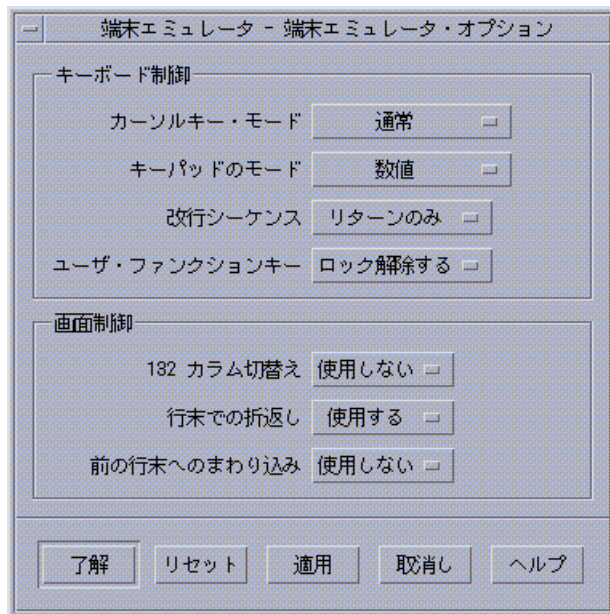 端末エミュレータ - 端末エミュレータ・オプション
キーボード制御
カーソルキー・モード 通常
キーパッドのモード 数値
改行シーケンス リターンのみ
ユーザ・ファンクションキー ロック解除する
画面制御
132 カラム切替え 使用しない
行末での折返し 使用する
前の行末へのまわり込み 使用しない
了解 リセット 適用 取消し ヘルプ